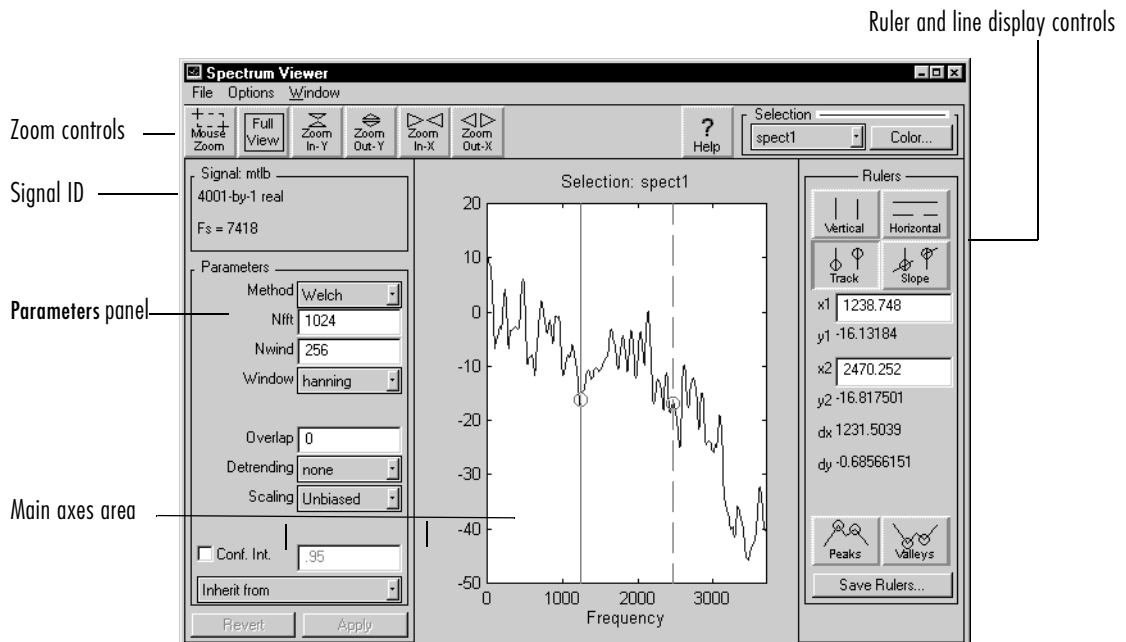 Ruler and line display controls
Spectrum Viewer
File Options Window
Zoom controls
Mouse Zoom
Full View
Zoom In-Y
Zoom Out-Y
Zoom In-X
Zoom Out-X
? Help
Selection
spect1
Color...
Signal ID
Signal: mtlb
4001-by-1 real
Fs = 7418
Parameters panel
Parameters
Method Welch
Nfft 1024
Nwind 256
Window hanning
Overlap 0
Detrending none
Scaling Unbiased
Main axes area
Conf. Int. .95
Inherit from
Revert Apply
Selection: spect1
20
10
0
-10
-20
-30
-40
-50
0 1000 2000 3000
Frequency
Rulers
Vertical Horizontal
Track Slope
x1 1238.748
y1 -16.13184
x2 2470.252
y2 -16.817501
dx 1231.5039
dy -0.68566151
Peaks Valleys
Save Rulers...